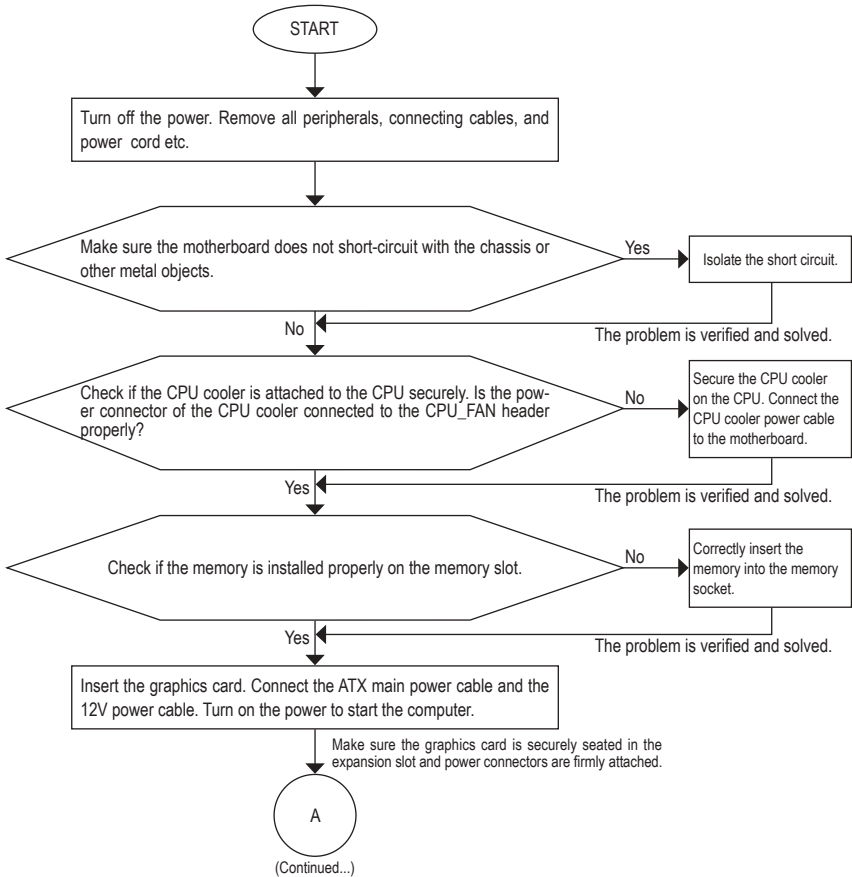 START
Turn off the power. Remove all peripherals, connecting cables, and
power cord etc.
Make sure the motherboard does not short-circuit with the chassis or
other metal objects.
Yes
Isolate the short circuit.
No
The problem is verified and solved.
Check if the CPU cooler is attached to the CPU securely. Is the pow-
er connector of the CPU cooler connected to the CPU_FAN header
properly?
No
Secure the CPU cooler
on the CPU. Connect the
CPU cooler power cable
to the motherboard.
Yes
The problem is verified and solved.
Check if the memory is installed properly on the memory slot.
No
Correctly insert the
memory into the memory
socket.
Yes
The problem is verified and solved.
Insert the graphics card. Connect the ATX main power cable and the
12V power cable. Turn on the power to start the computer.
Make sure the graphics card is securely seated in the
expansion slot and power connectors are firmly attached.
A
(Continued...)